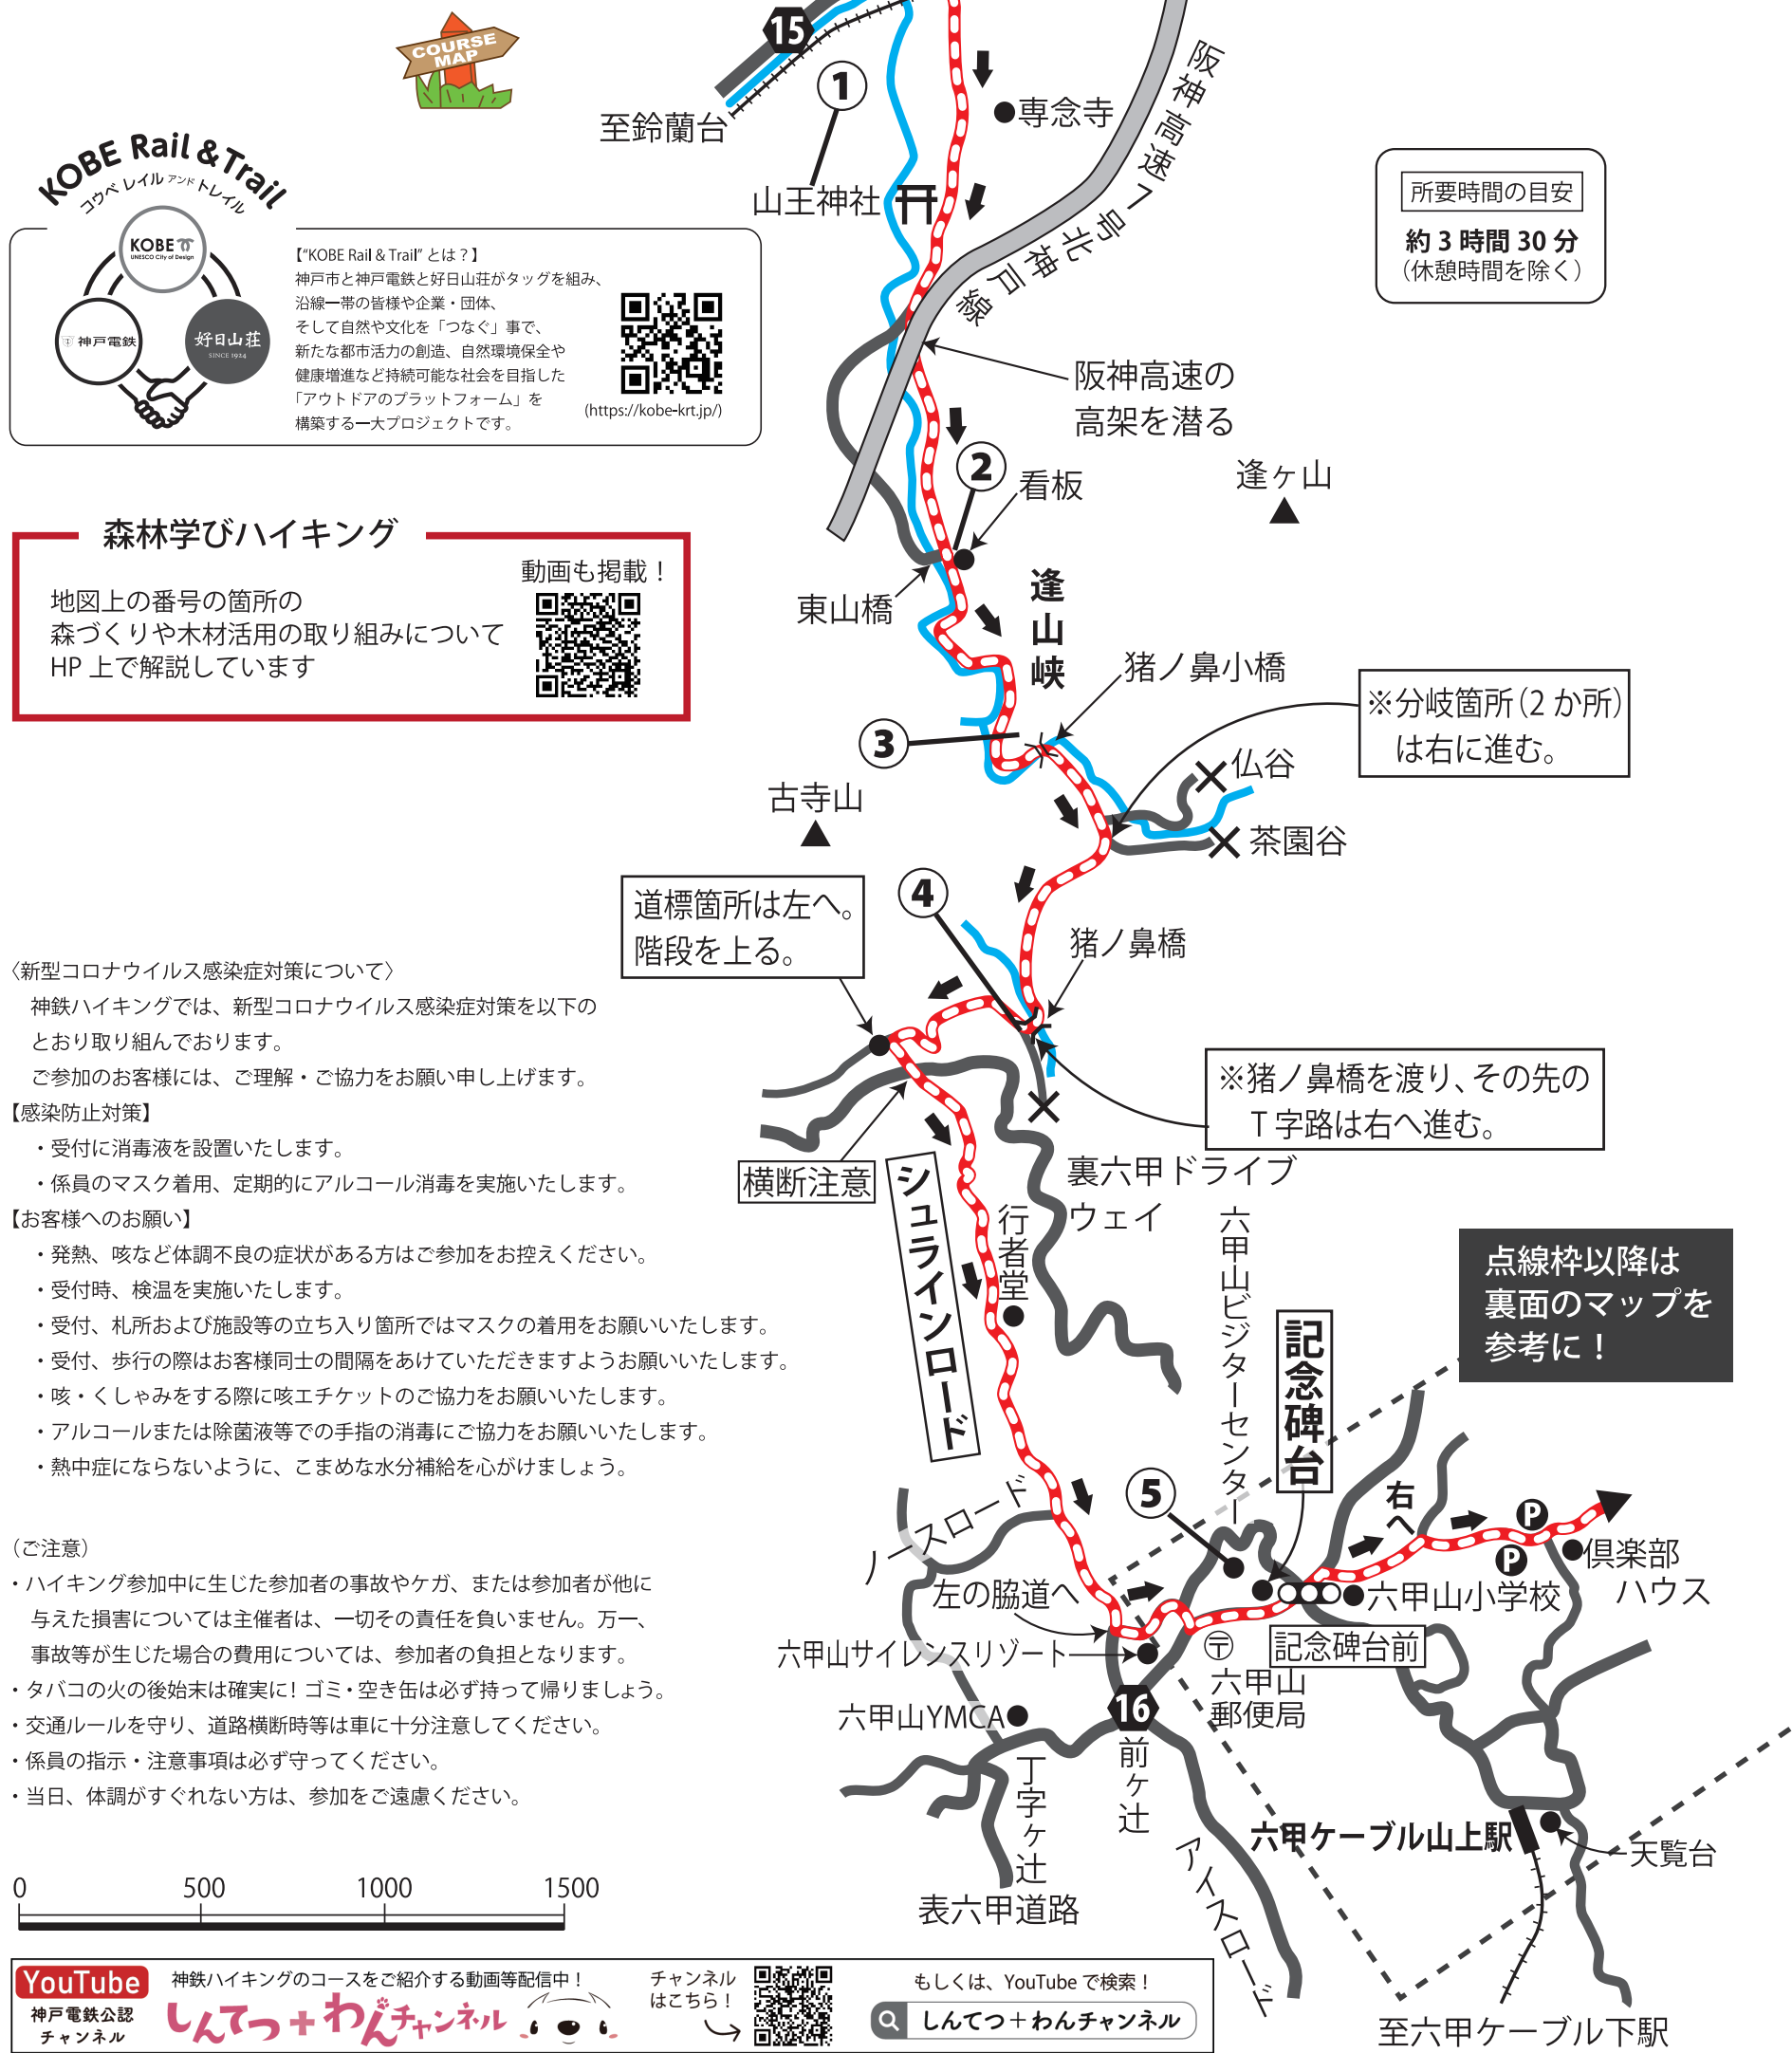 COURSE
MAP
KOBE Rail & Trail
コウベ レイル アンド トレイル
KOBE
UNESCO City of Design
神戸電鉄
好日山荘
SINCE 1924
【“KOBE Rail & Trail” とは？】
神戸市と神戸電鉄と好日山荘がタッグを組み、
沿線一帯の皆様や企業・団体、
そして自然や文化を「つなぐ」事で、
新たな都市活力の創造、自然環境保全や
健康増進など持続可能な社会を目指した
「アウトドアのプラットフォーム」を
構築する一大プロジェクトです。
(https://kobe-krt.jp/)
森林学びハイキング
動画も掲載！
地図上の番号の箇所の
森づくりや木材活用の取り組みについて
HP 上で解説しています
所要時間の目安
約 3 時間 30 分
（休憩時間を除く）
15
至鈴蘭台
1
専念寺
山王神社
阪神高速7号北神戸線
阪神高速の
高架を潜る
2
看板
逢ヶ山
東山橋
逢山峡
猪ノ鼻小橋
※分岐箇所（2 か所）
は右に進む。
3
仏谷
古寺山
茶園谷
道標箇所は左へ。
階段を上る。
4
猪ノ鼻橋
※猪ノ鼻橋を渡り、その先の
T 字路は右へ進む。
横断注意
シュラインロード
裏六甲ドライブ
ウェイ
行者堂
六甲山ビジターセンター
記念碑台
点線枠以降は
裏面のマップを
参考に！
ノースロード
5
右へ
P
P
倶楽部
ハウス
左の脇道へ
六甲山小学校
六甲山サイレンスリゾート
〒
記念碑台前
六甲山
郵便局
六甲山YMCA
16
前ヶ辻
丁字ヶ辻
表六甲道路
アイスロード
六甲ケーブル山上駅
天覧台
至六甲ケーブル下駅
〈新型コロナウイルス感染症対策について〉
神鉄ハイキングでは、新型コロナウイルス感染症対策を以下の
とおり取り組んでおります。
ご参加のお客様には、ご理解・ご協力をお願い申し上げます。
【感染防止対策】
・受付に消毒液を設置いたします。
・係員のマスク着用、定期的にアルコール消毒を実施いたします。
【お客様へのお願い】
・発熱、咳など体調不良の症状がある方はご参加をお控えください。
・受付時、検温を実施いたします。
・受付、札所および施設等の立ち入り箇所ではマスクの着用をお願いいたします。
・受付、歩行の際はお客様同士の間隔をあけていただきますようお願いいたします。
・咳・くしゃみをする際に咳エチケットのご協力をお願いいたします。
・アルコールまたは除菌液等での手指の消毒にご協力をお願いいたします。
・熱中症にならないように、こまめな水分補給を心がけましょう。
（ご注意）
・ハイキング参加中に生じた参加者の事故やケガ、または参加者が他に
与えた損害については主催者は、一切その責任を負いません。万一、
事故等が生じた場合の費用については、参加者の負担となります。
・タバコの火の後始末は確実に！ゴミ・空き缶は必ず持って帰りましょう。
・交通ルールを守り、道路横断時等は車に十分注意してください。
・係員の指示・注意事項は必ず守ってください。
・当日、体調がすぐれない方は、参加をご遠慮ください。
0 500 1000 1500
YouTube
神戸電鉄公認
チャンネル
神鉄ハイキングのコースをご紹介する動画等配信中！
しんてつ＋わんチャンネル
チャンネル
はこちら！
もしくは、YouTube で検索！
しんてつ＋わんチャンネル